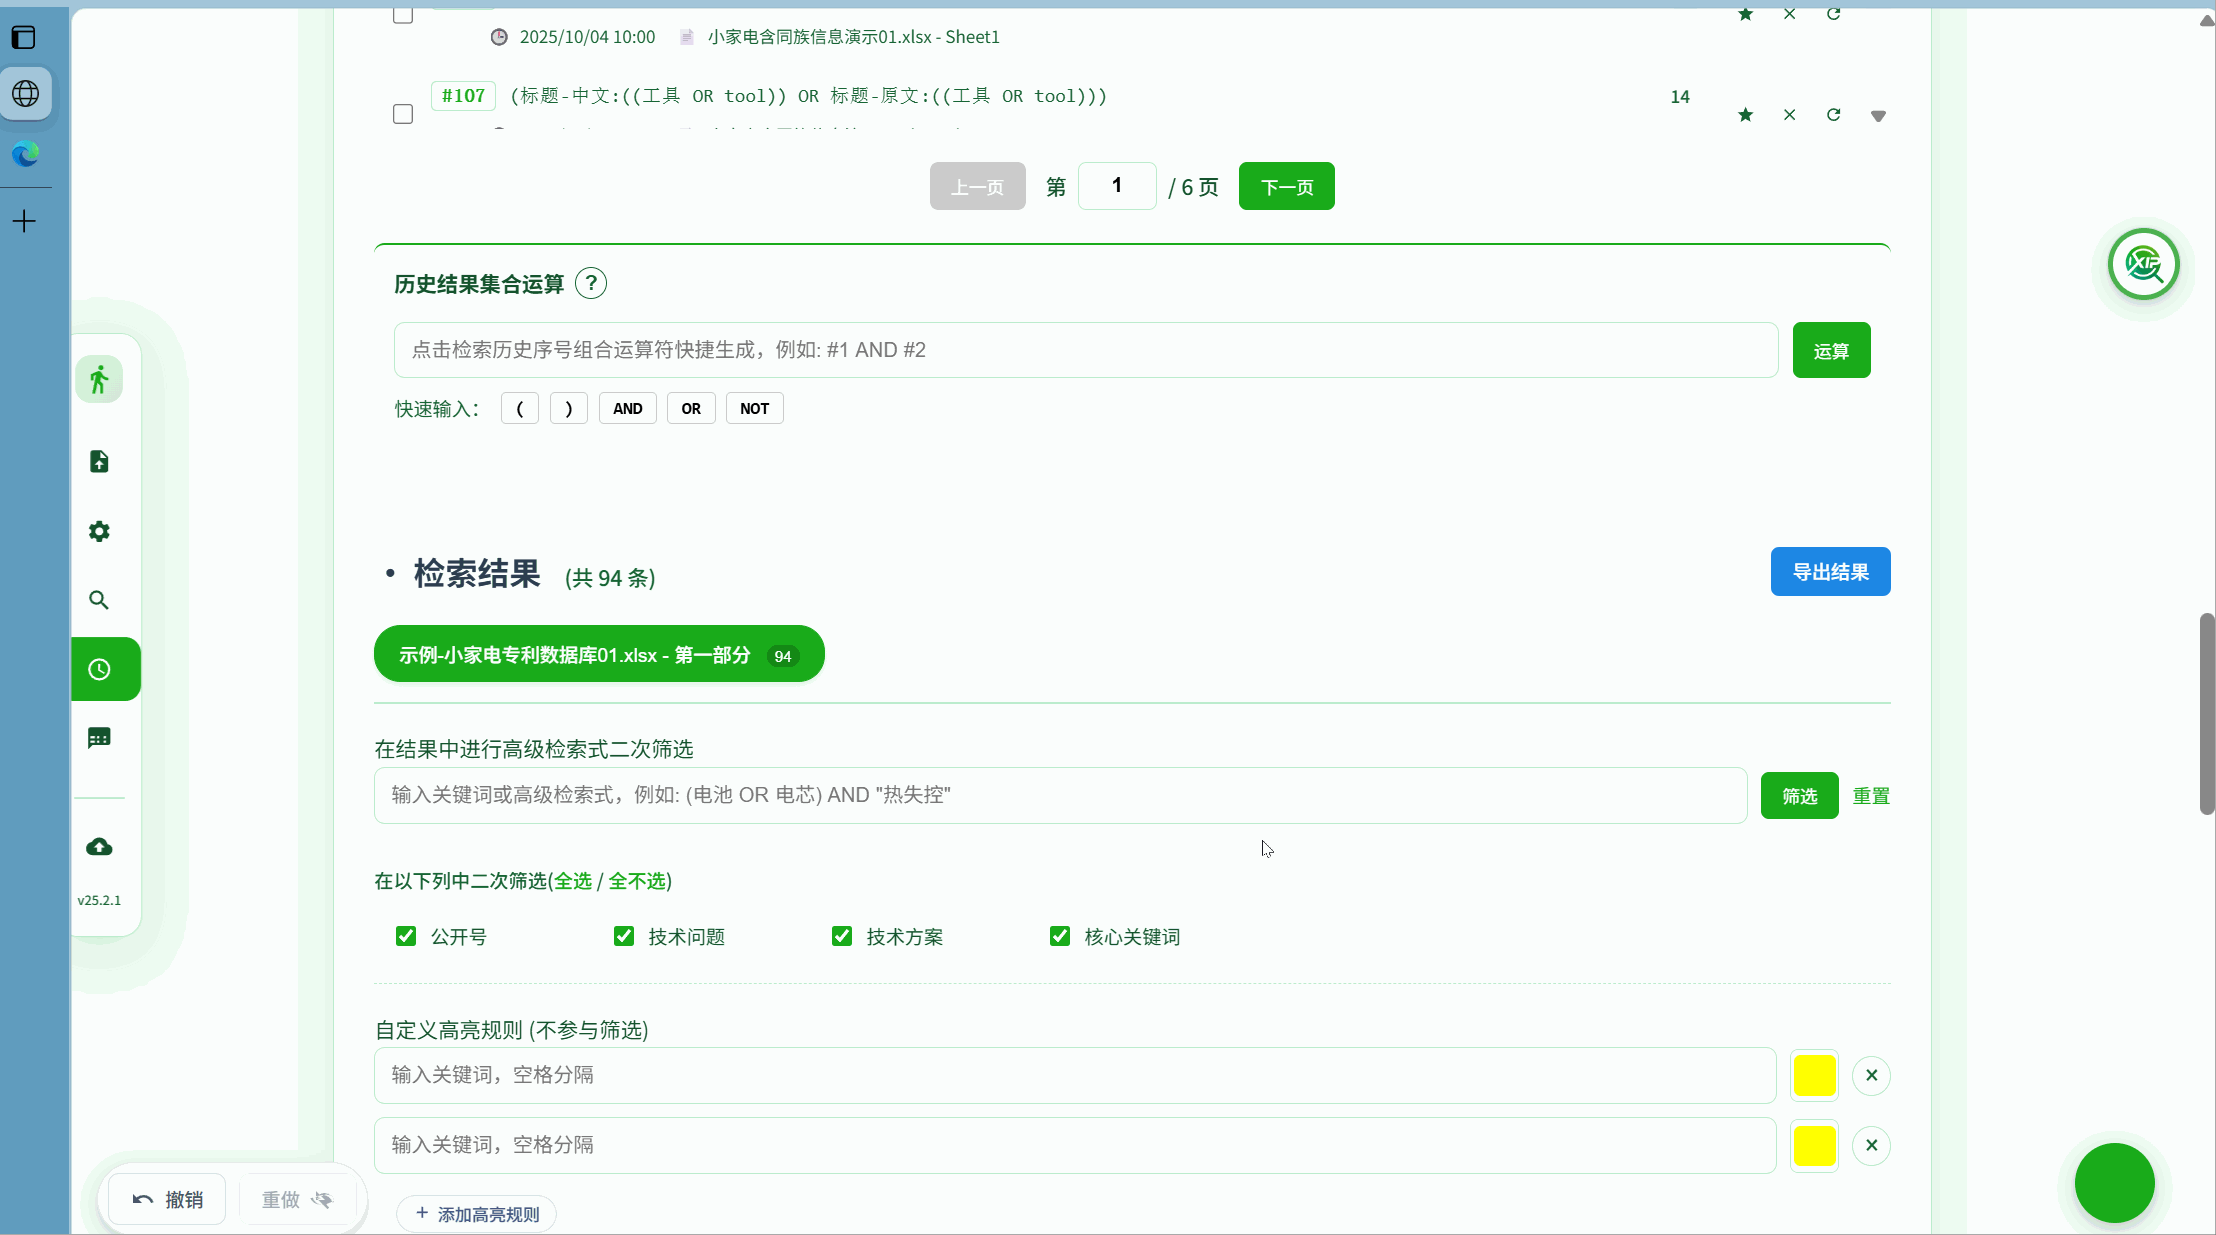 2025/10/04 10:00 小家电含同族信息演示01.xlsx - Sheet1
#107 (标题-中文:((工具 OR tool)) OR 标题-原文:((工具 OR tool))) 14
上一页 第 1 / 6 页 下一页
历史结果集合运算 ?
点击检索历史序号组合运算符快捷生成，例如: #1 AND #2 运算
快速输入： ( ) AND OR NOT
• 检索结果 (共 94 条) 导出结果
示例-小家电专利数据库01.xlsx - 第一部分 94
在结果中进行高级检索式二次筛选
输入关键词或高级检索式，例如: (电池 OR 电芯) AND "热失控" 筛选 重置
在以下列中二次筛选(全选 / 全不选)
公开号 技术问题 技术方案 核心关键词
v25.2.1
自定义高亮规则 (不参与筛选)
输入关键词，空格分隔
输入关键词，空格分隔
撤销 重做
+ 添加高亮规则